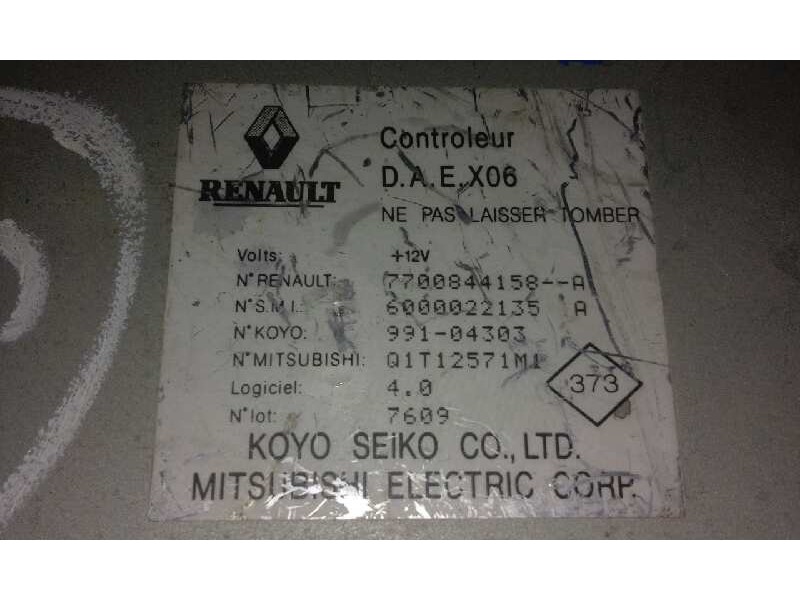 RENAULT
Controleur
D.A.E.X06
NE PAS LAISSER TOMBER
Volts: +12V
N°RENAULT: 7700844158--A
N°S.M.I.: 6000022135 A
N°KOYO: 991-04303
N°MITSUBISHI: Q1T12571M1
Logiciel: 4.0
N°lot: 7609
373
KOYO SEIKO CO., LTD.
MITSUBISHI ELECTRIC CORP.